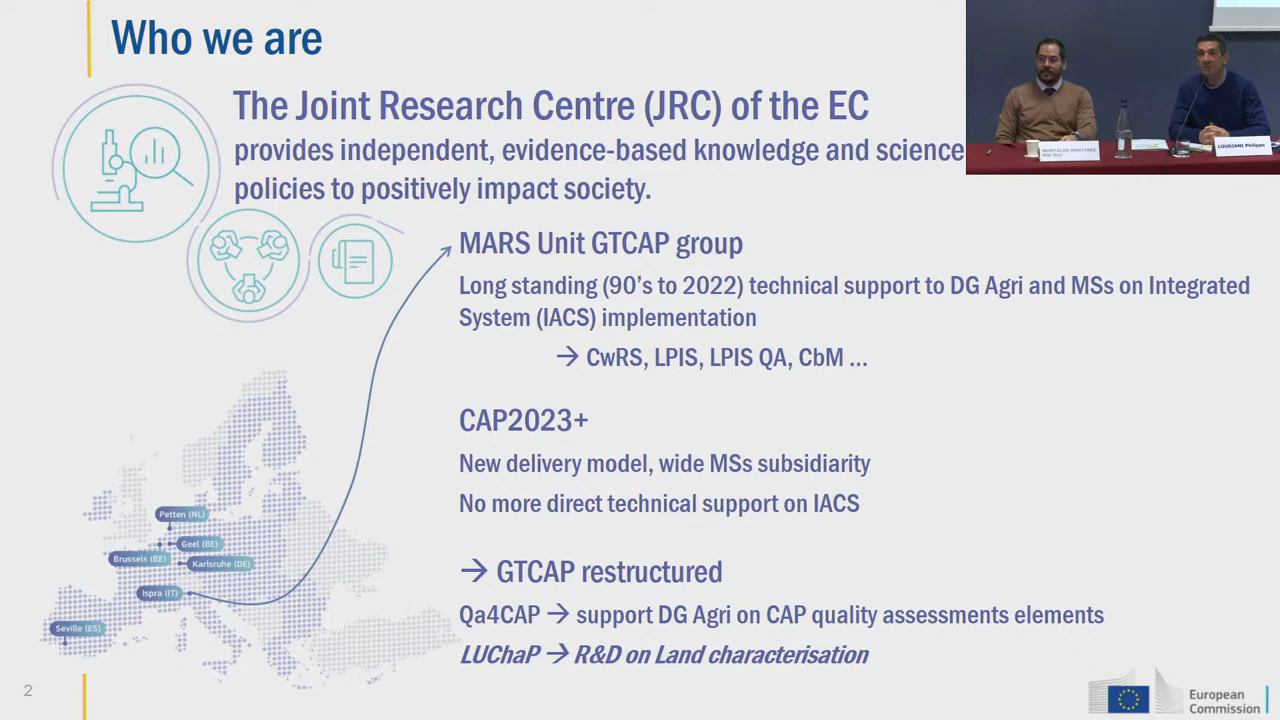 Who we are
The Joint Research Centre (JRC) of the EC
provides independent, evidence-based knowledge and science
policies to positively impact society.
MARS Unit GTCAP group
Long standing (90's to 2022) technical support to DG Agri and MSs on Integrated
System (IACS) implementation
→ CwRS, LPIS, LPIS QA, CbM ...
CAP2023+
New delivery model, wide MSs subsidiarity
No more direct technical support on IACS
→ GTCAP restructured
Qa4CAP → support DG Agri on CAP quality assessments elements
LUChaP → R&D on Land characterisation
Petten (NL)
Geel (BE)
Brussels (BE)
Karlsruhe (DE)
Ispra (IT)
Seville (ES)
LOUDJANI Philippe
2
European
Commission